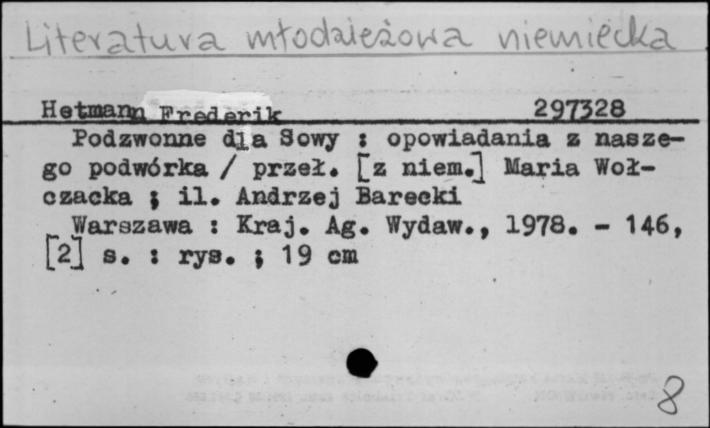 Literatura młodzieżowa niemiecka
Hetmann Frederik 297328
Podzwonne dla Sowy : opowiadania z nasze-
go podwórka / przeł. [z niem.] Maria Woł-
czacka ; il. Andrzej Barecki
Warszawa : Kraj. Ag. Wydaw., 1978. - 146,
[2] s. : rys. ; 19 cm
8